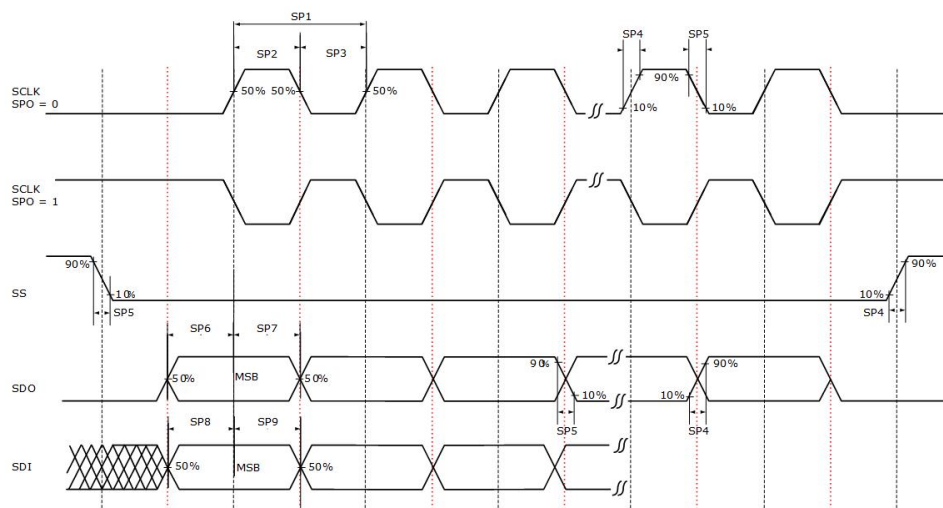 SP1
SP2 SP3 SP4 SP5
SCLK
SPO = 0
50% 50% 50% 90%
10% 10%
SCLK
SPO = 1
90% 90%
SS
10% 10%
SP5 SP4
SP6 SP7
90% 90%
50% MSB 50%
SDO
10% 10%
SP8 SP9 SP5 SP4
50% MSB 50%
SDI